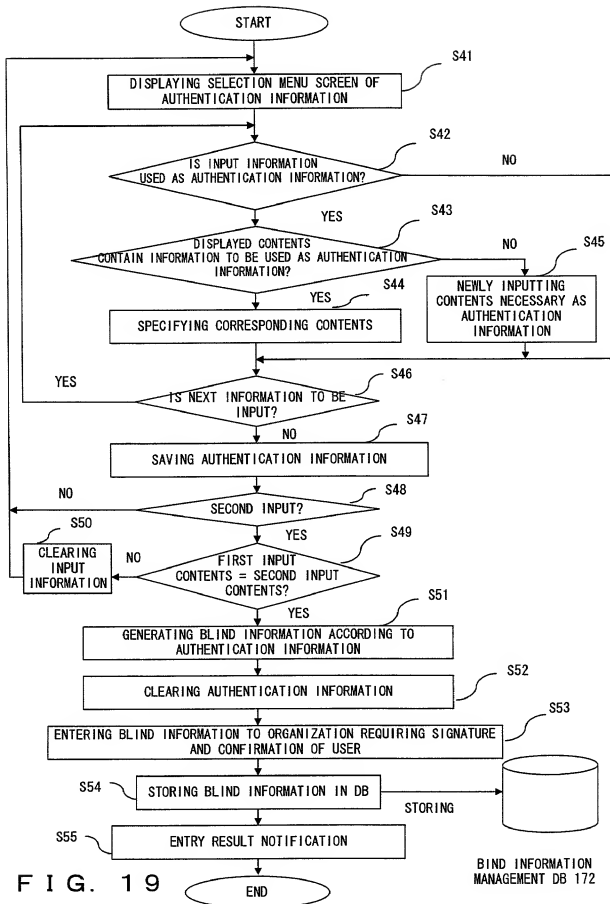 START
S41
DISPLAYING SELECTION MENU SCREEN OF
AUTHENTICATION INFORMATION
S42
IS INPUT INFORMATION
USED AS AUTHENTICATION INFORMATION?
NO
YES
S43
DISPLAYED CONTENTS
CONTAIN INFORMATION TO BE USED AS AUTHENTICATION
INFORMATION?
NO
S45
NEWLY INPUTTING
CONTENTS NECESSARY AS
AUTHENTICATION
INFORMATION
YES
S44
SPECIFYING CORRESPONDING CONTENTS
S46
YES
IS NEXT INFORMATION TO BE
INPUT?
NO
S47
SAVING AUTHENTICATION INFORMATION
S48
NO
SECOND INPUT?
YES
S50
CLEARING
INPUT
INFORMATION
NO
S49
FIRST INPUT
CONTENTS = SECOND INPUT
CONTENTS?
YES
S51
GENERATING BLIND INFORMATION ACCORDING TO
AUTHENTICATION INFORMATION
S52
CLEARING AUTHENTICATION INFORMATION
S53
ENTERING BLIND INFORMATION TO ORGANIZATION REQUIRING SIGNATURE
AND CONFIRMATION OF USER
S54
STORING BLIND INFORMATION IN DB
STORING
S55
ENTRY RESULT NOTIFICATION
BIND INFORMATION
MANAGEMENT DB 172
END
FIG. 19